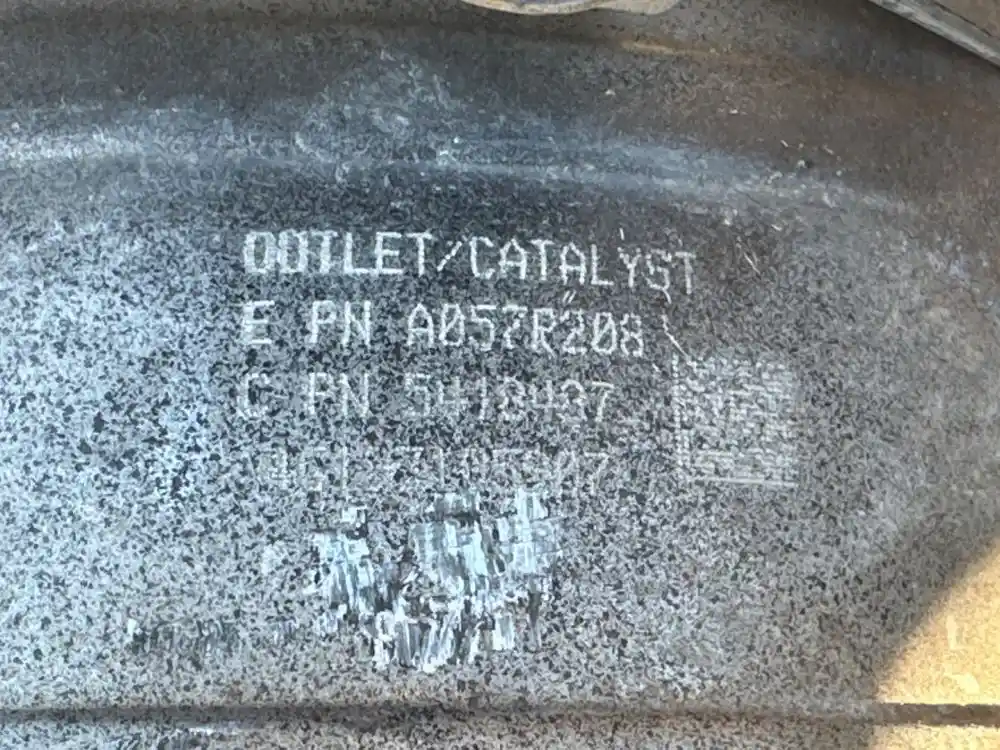 OUTLET/CATALYST
E PN A057R208
C PN 5418437